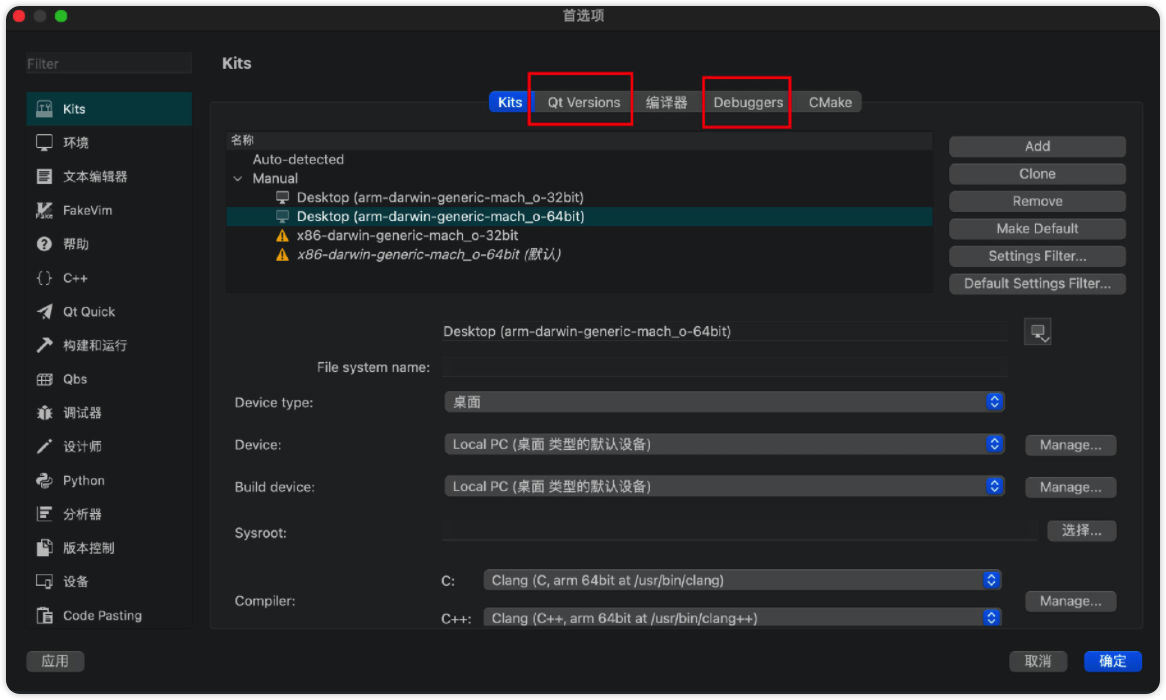 首选项
Filter
Kits
环境
文本编辑器
FakeVim
帮助
C++
Qt Quick
构建和运行
Qbs
调试器
设计师
Python
分析器
版本控制
设备
Code Pasting
Kits
Kits Qt Versions 编译器 Debuggers CMake
名称
Auto-detected
Manual
Desktop (arm-darwin-generic-mach_o-32bit)
Desktop (arm-darwin-generic-mach_o-64bit)
x86-darwin-generic-mach_o-32bit
x86-darwin-generic-mach_o-64bit (默认)
Add
Clone
Remove
Make Default
Settings Filter...
Default Settings Filter...
Desktop (arm-darwin-generic-mach_o-64bit)
File system name:
Device type: 桌面
Device: Local PC (桌面 类型的默认设备) Manage...
Build device: Local PC (桌面 类型的默认设备) Manage...
Sysroot: 选择...
Compiler: C: Clang (C, arm 64bit at /usr/bin/clang) Manage...
C++: Clang (C++, arm 64bit at /usr/bin/clang++)
应用 取消 确定